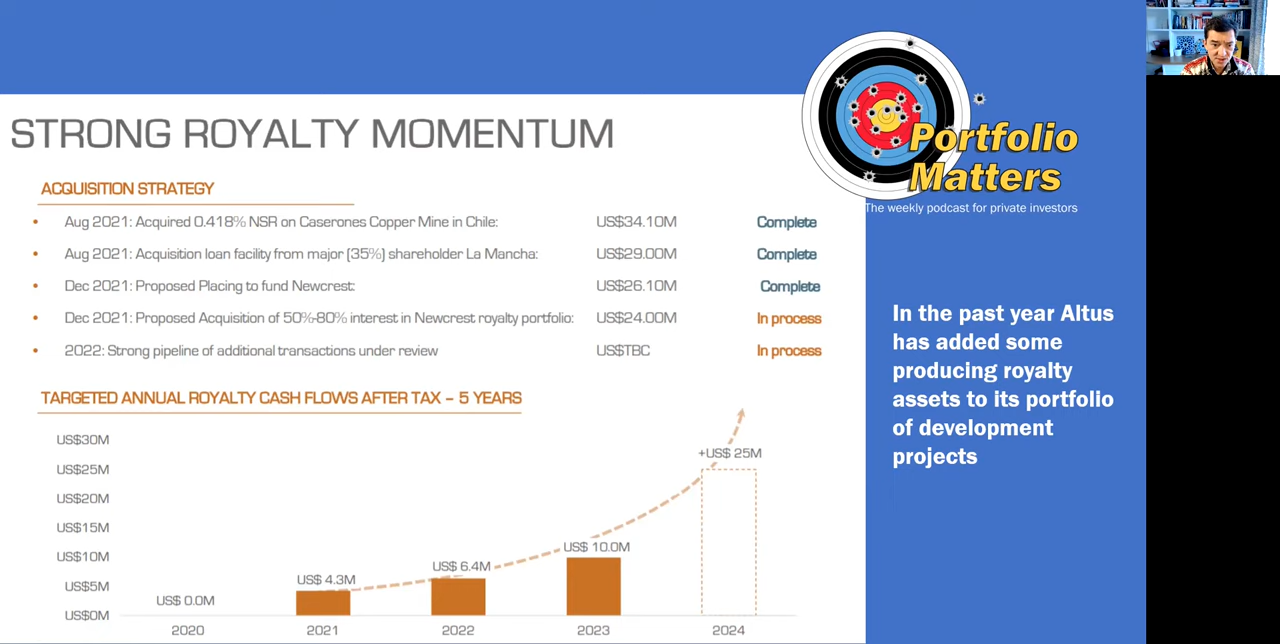 STRONG ROYALTY MOMENTUM
ACQUISITION STRATEGY
• Aug 2021: Acquired 0.418% NSR on Caserones Copper Mine in Chile: US$34.10M Complete
• Aug 2021: Acquisition loan facility from major (35%) shareholder La Mancha: US$29.00M Complete
• Dec 2021: Proposed Placing to fund Newcrest: US$26.10M Complete
• Dec 2021: Proposed Acquisition of 50%-80% interest in Newcrest royalty portfolio: US$24.00M In process
• 2022: Strong pipeline of additional transactions under review US$TBC In process
TARGETED ANNUAL ROYALTY CASH FLOWS AFTER TAX – 5 YEARS
US$30M
US$25M
US$20M
US$15M
US$10M
US$5M
US$0M
US$ 0.0M
US$ 4.3M
US$ 6.4M
US$ 10.0M
+US$ 25M
2020 2021 2022 2023 2024
Portfolio
Matters
The weekly podcast for private investors
In the past year Altus
has added some
producing royalty
assets to its portfolio
of development
projects